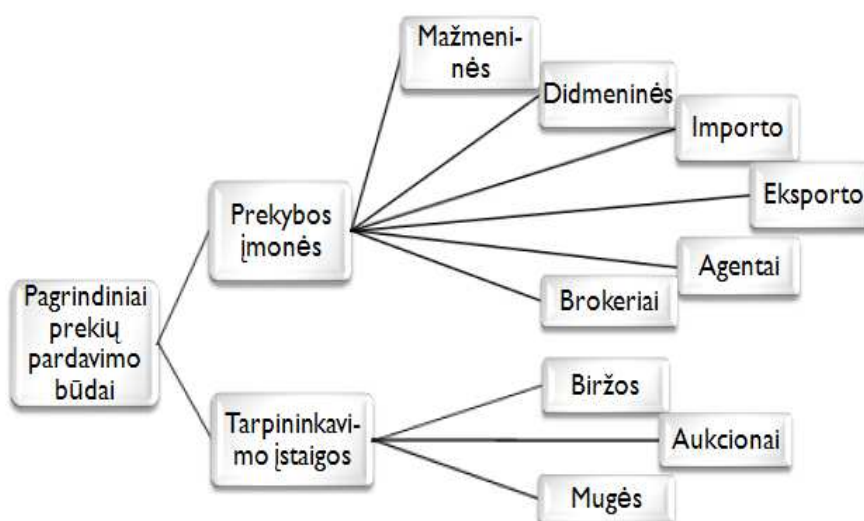 Mažmeni-
nės
Didmeninės
Importo
Eksporto
Prekybos
įmonės
Agentai
Brokeriai
Pagrindiniai
prekių
pardavimo
būdai
Biržos
Tarpininkavi-
mo įstaigos
Aukcionai
Mugės